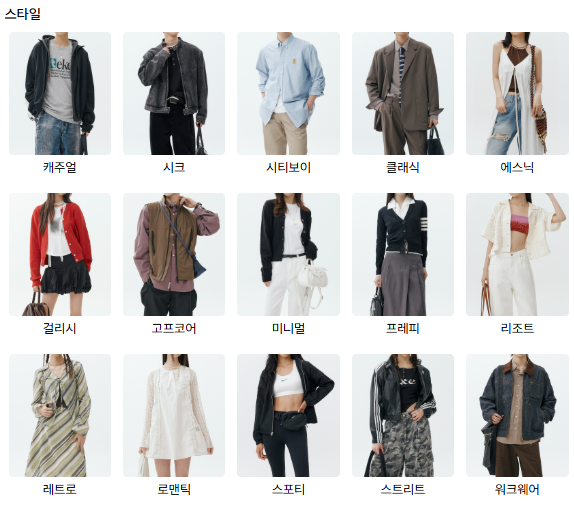 스타일
캐주얼
시크
시티보이
클래식
에스닉
걸리시
고프코어
미니멀
프레피
리조트
레트로
로맨틱
스포티
스트리트
워크웨어